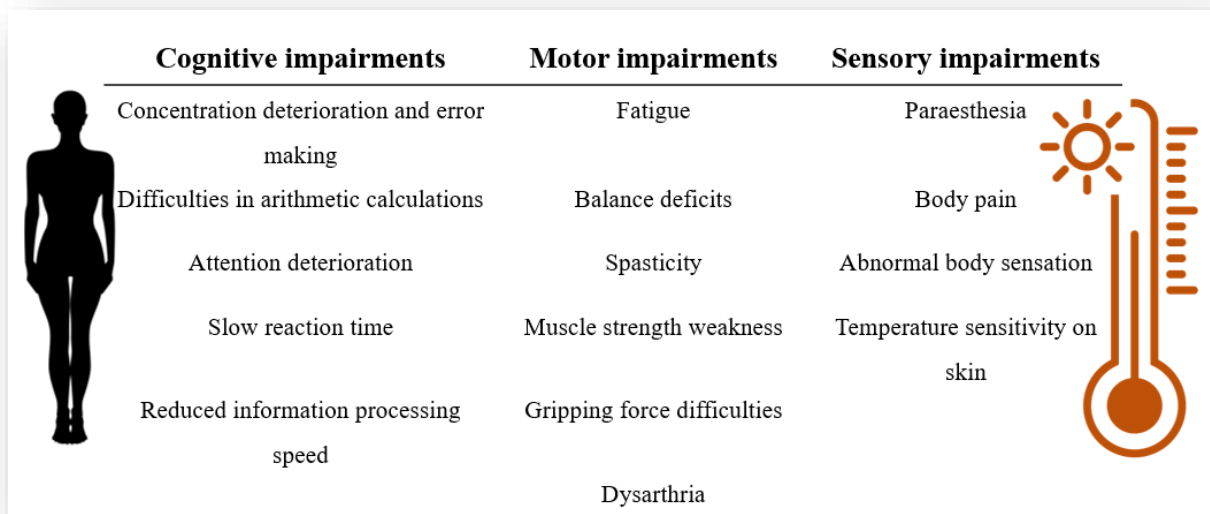 Cognitive impairments Motor impairments Sensory impairments
Concentration deterioration and error Fatigue Paraesthesia
making
Difficulties in arithmetic calculations Balance deficits Body pain
Attention deterioration Spasticity Abnormal body sensation
Slow reaction time Muscle strength weakness Temperature sensitivity on
skin
Reduced information processing Gripping force difficulties
speed
Dysarthria